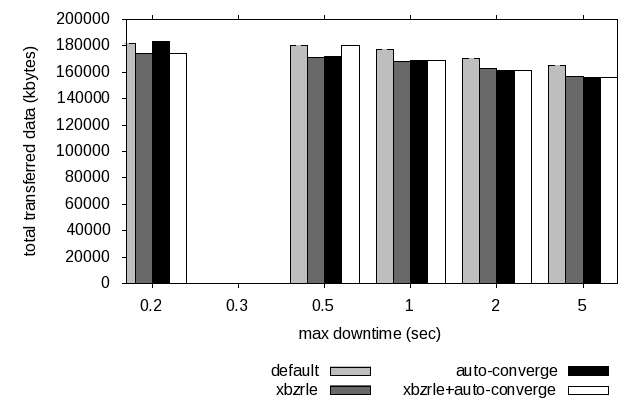 200000
180000
160000
140000
120000
100000
80000
60000
40000
20000
0
total transferred data (kbytes)
0.2 0.3 0.5 1 2 5
max downtime (sec)
default auto-converge
xbzrle xbzrle+auto-converge